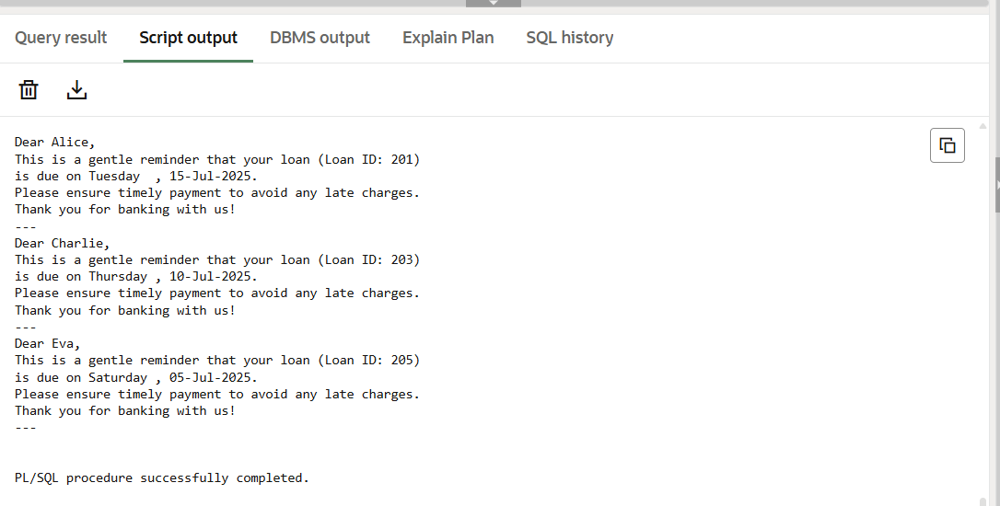 Query result Script output DBMS output Explain Plan SQL history
Dear Alice,
This is a gentle reminder that your loan (Loan ID: 201)
is due on Tuesday  , 15-Jul-2025.
Please ensure timely payment to avoid any late charges.
Thank you for banking with us!
---
Dear Charlie,
This is a gentle reminder that your loan (Loan ID: 203)
is due on Thursday , 10-Jul-2025.
Please ensure timely payment to avoid any late charges.
Thank you for banking with us!
---
Dear Eva,
This is a gentle reminder that your loan (Loan ID: 205)
is due on Saturday , 05-Jul-2025.
Please ensure timely payment to avoid any late charges.
Thank you for banking with us!
---
PL/SQL procedure successfully completed.